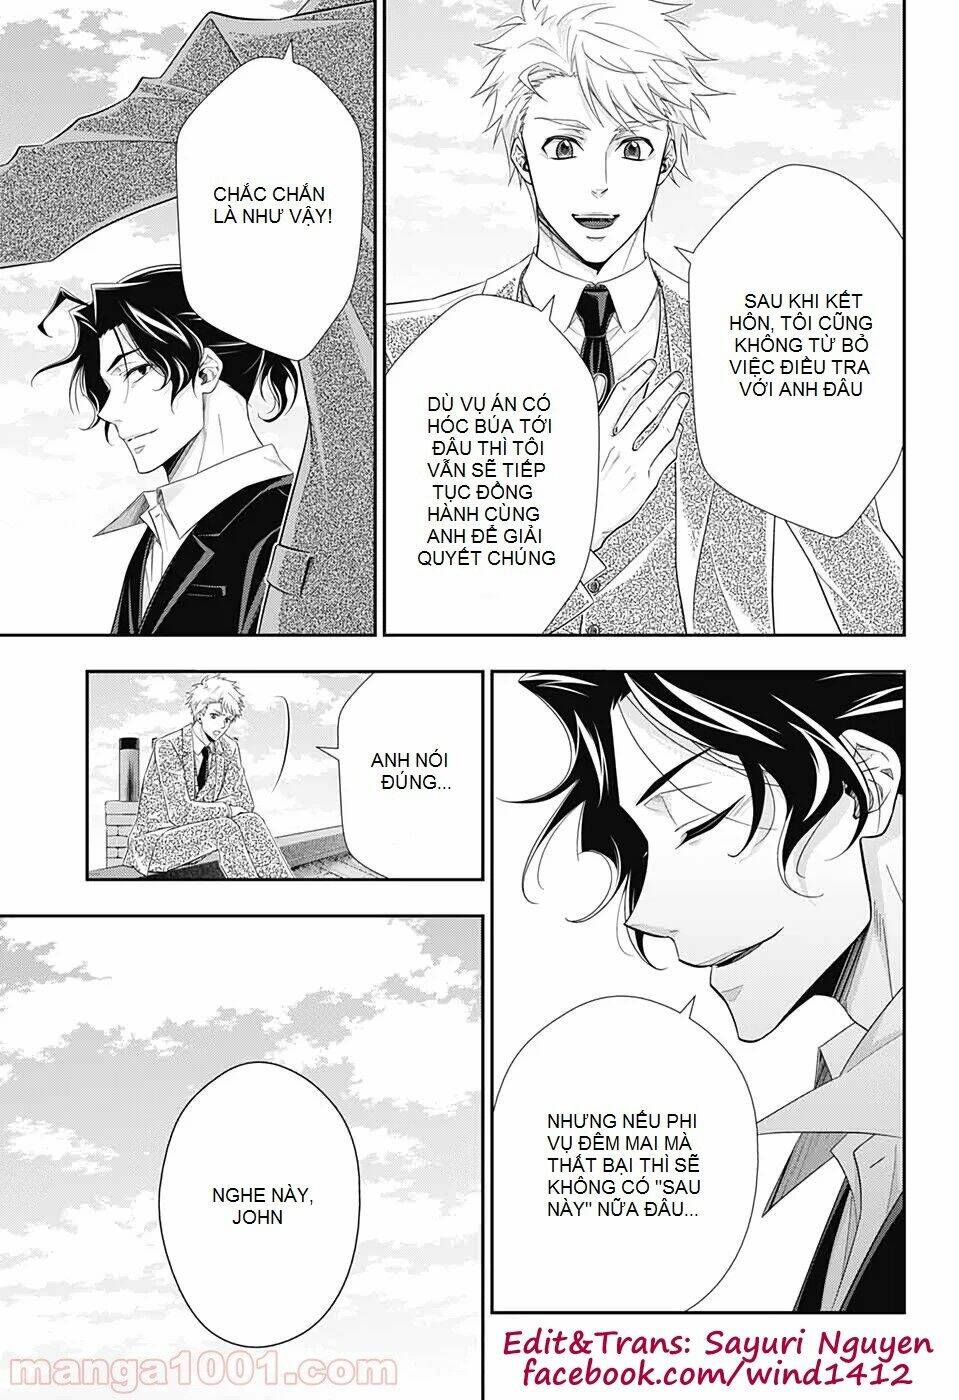 SAU KHI KẾT
HÔN, TÔI CŨNG
KHÔNG TỪ BỎ
VIỆC ĐIỀU TRA
VỚI ANH ĐÂU
DÙ VỤ ÁN CÓ
HÓC BÚA TỚI
ĐÂU THÌ TÔI
VẪN SẼ TIẾP
TỤC ĐỒNG
HÀNH CÙNG
ANH ĐỂ GIẢI
QUYẾT CHÚNG
CHẮC CHẮN
LÀ NHƯ VẬY!
NHƯNG NẾU PHI
VỤ ĐÊM MAI MÀ
THẤT BẠI THÌ SẼ
KHÔNG CÓ "SAU
NÀY" NỮA ĐÂU...
ANH NÓI
ĐÚNG...
NGHE NÀY,
JOHN
Edit&Trans: Sayuri Nguyen
facebook.com/wind1412
manga1001.com